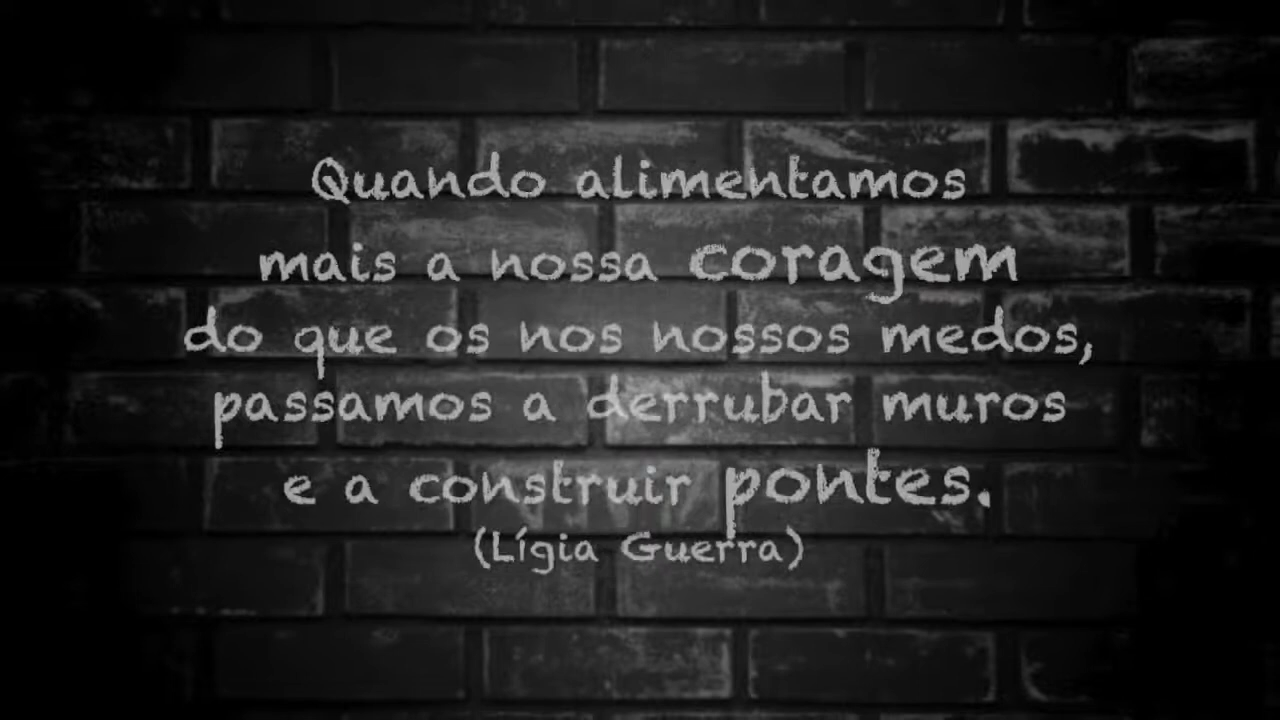 Quando alimentamos
mais a nossa coragem
do que os nos nossos medos,
passamos a derrubar muros
e a construir pontes.
(Lígia Guerra)